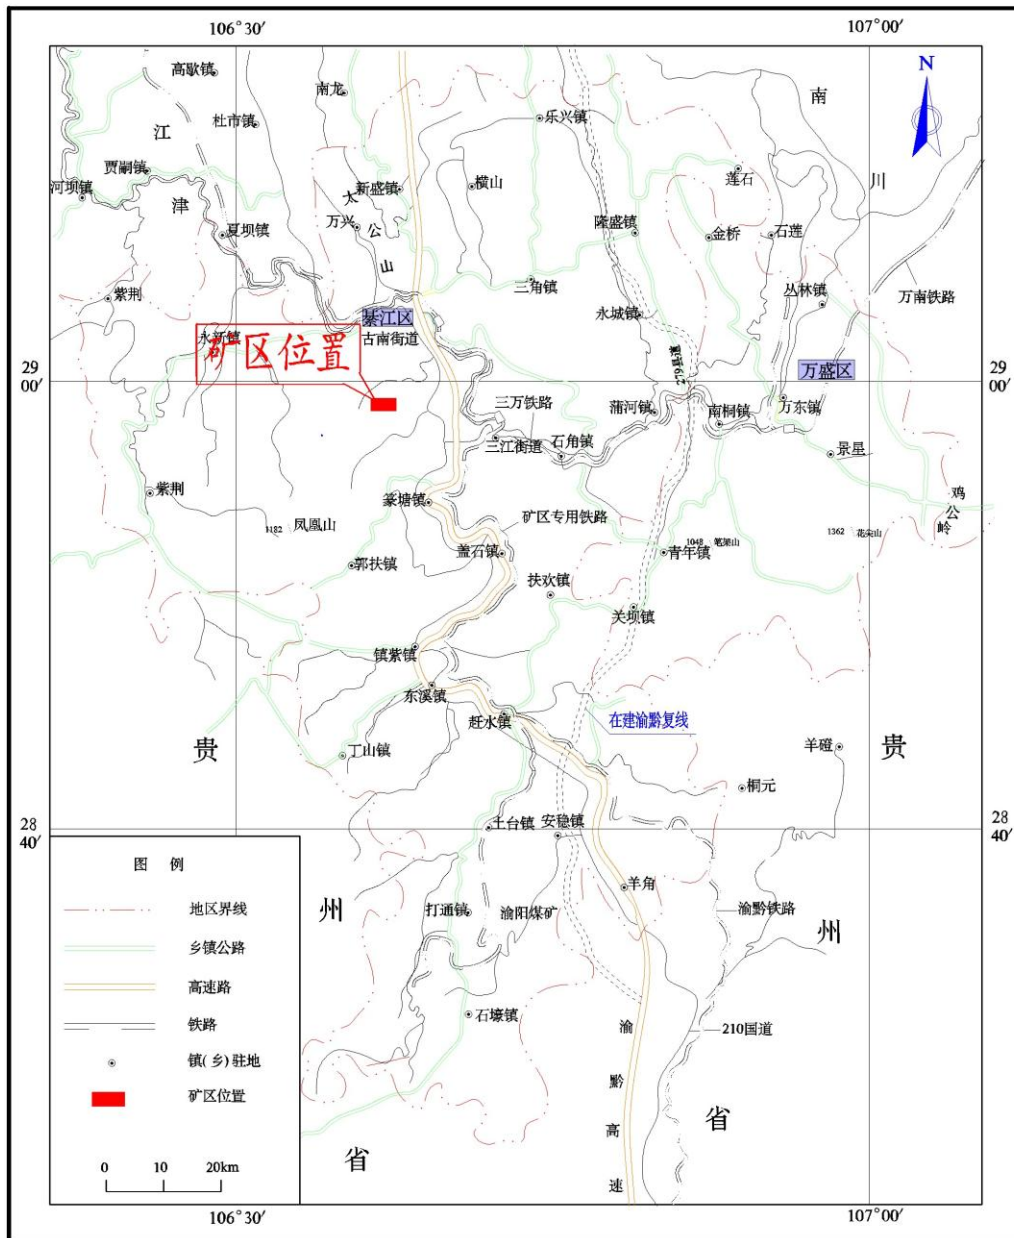 106°30′ 107°00′
高歇镇
南龙
南
N
杜市镇
乐兴镇
江
贾嗣镇
莲石
河坝镇
新盛镇
横山
川
津
太
万兴
公
夏坝镇
隆盛镇
金桥
石莲
山
三角镇
紫荆
丛林镇
万南铁路
綦江区
永城镇
永新镇
古南街道
矿区位置
万盛区
29
00′
29
00′
三万铁路
蒲河镇
南桐镇
万东镇
三江街道
石角镇
景星
紫荆
篆塘镇
鸡
公
岭
1182
凤凰山
矿区专用铁路
1362
花尖山
1048
笔架山
盖石镇
青年镇
郭扶镇
扶欢镇
关坝镇
镇紫镇
东溪镇
赶水镇
在建渝黔复线
贵
丁山镇
羊磴
贵
桐元
28
40′
土台镇
安稳镇
28
40′
图 例
羊角
地区界线
州
打通镇
渝阳煤矿
渝黔铁路
州
乡镇公路
高速路
石壕镇
铁路
渝
210国道
镇(乡)驻地
黔
矿区位置
省
高
省
0 10 20km
速
106°30′ 107°00′